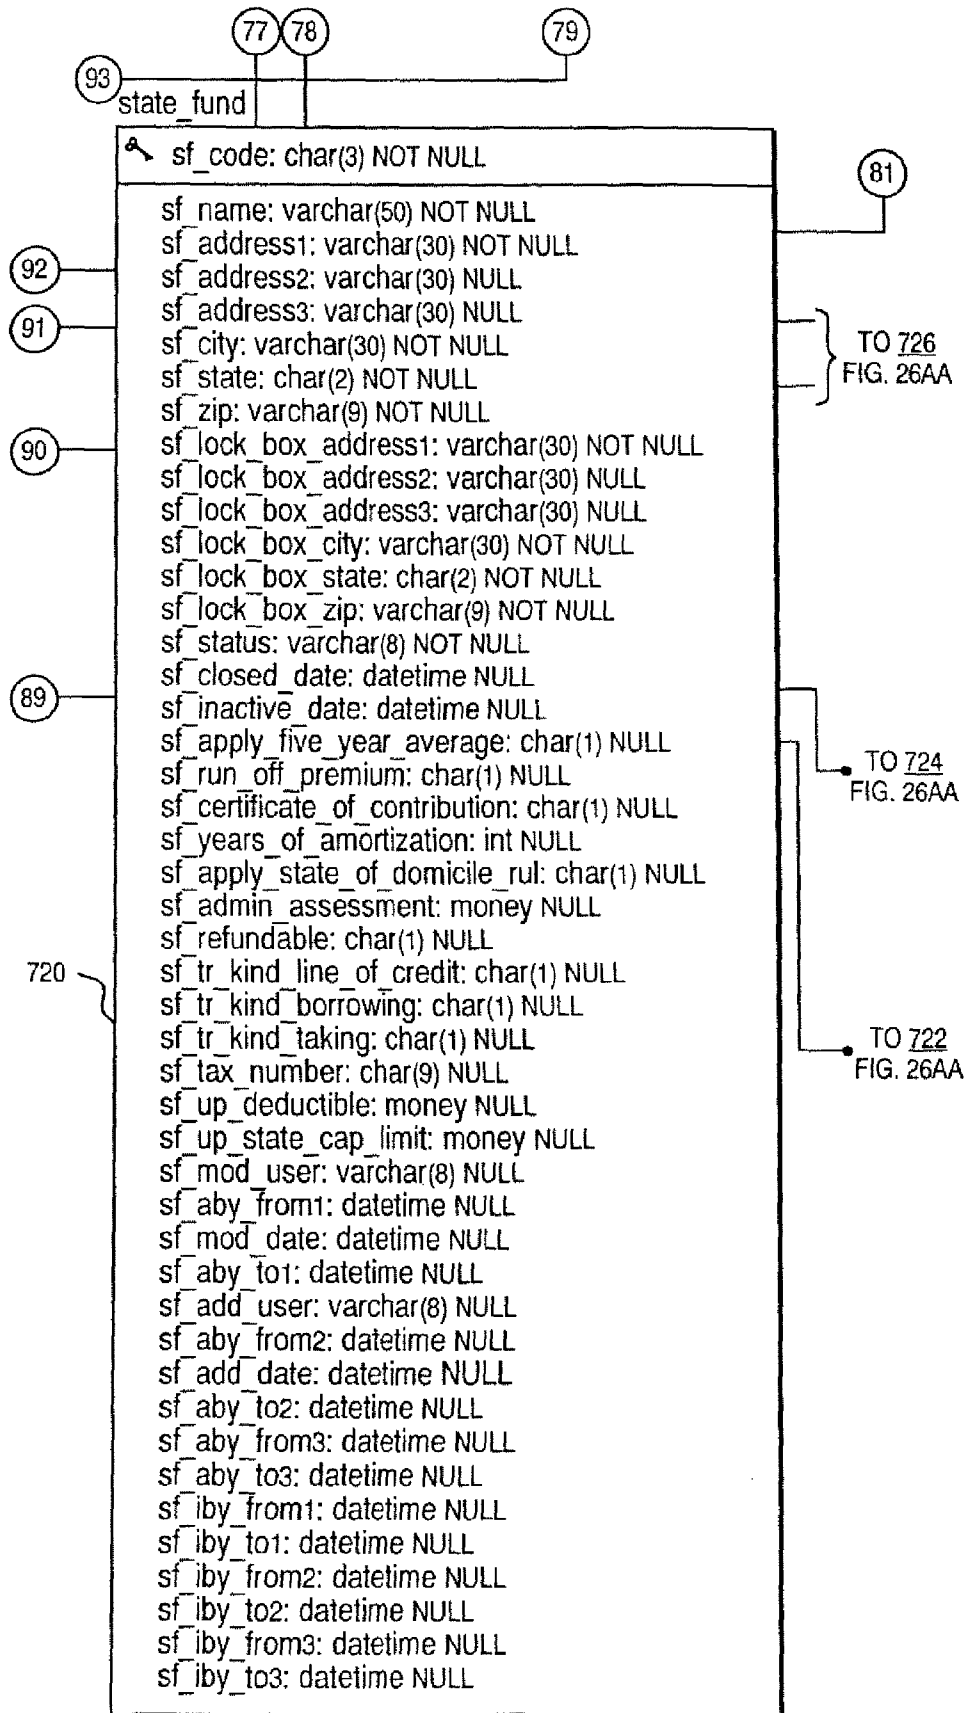 77 78 79
93
state_fund
sf_code: char(3) NOT NULL
81
sf_name: varchar(50) NOT NULL
sf_address1: varchar(30) NOT NULL
92
sf_address2: varchar(30) NULL
sf_address3: varchar(30) NULL
91
sf_city: varchar(30) NOT NULL
TO 726
FIG. 26AA
sf_state: char(2) NOT NULL
sf_zip: varchar(9) NOT NULL
90
sf_lock_box_address1: varchar(30) NOT NULL
sf_lock_box_address2: varchar(30) NULL
sf_lock_box_address3: varchar(30) NULL
sf_lock_box_city: varchar(30) NOT NULL
sf_lock_box_state: char(2) NOT NULL
sf_lock_box_zip: varchar(9) NOT NULL
sf_status: varchar(8) NOT NULL
sf_closed_date: datetime NULL
89
sf_inactive_date: datetime NULL
sf_apply_five_year_average: char(1) NULL
sf_run_off_premium: char(1) NULL
TO 724
FIG. 26AA
sf_certificate_of_contribution: char(1) NULL
sf_years_of_amortization: int NULL
sf_apply_state_of_domicile_rul: char(1) NULL
sf_admin_assessment: money NULL
sf_refundable: char(1) NULL
720
sf_tr_kind_line_of_credit: char(1) NULL
sf_tr_kind_borrowing: char(1) NULL
sf_tr_kind_taking: char(1) NULL
TO 722
FIG. 26AA
sf_tax_number: char(9) NULL
sf_up_deductible: money NULL
sf_up_state_cap_limit: money NULL
sf_mod_user: varchar(8) NULL
sf_aby_from1: datetime NULL
sf_mod_date: datetime NULL
sf_aby_to1: datetime NULL
sf_add_user: varchar(8) NULL
sf_aby_from2: datetime NULL
sf_add_date: datetime NULL
sf_aby_to2: datetime NULL
sf_aby_from3: datetime NULL
sf_aby_to3: datetime NULL
sf_iby_from1: datetime NULL
sf_iby_to1: datetime NULL
sf_iby_from2: datetime NULL
sf_iby_to2: datetime NULL
sf_iby_from3: datetime NULL
sf_iby_to3: datetime NULL